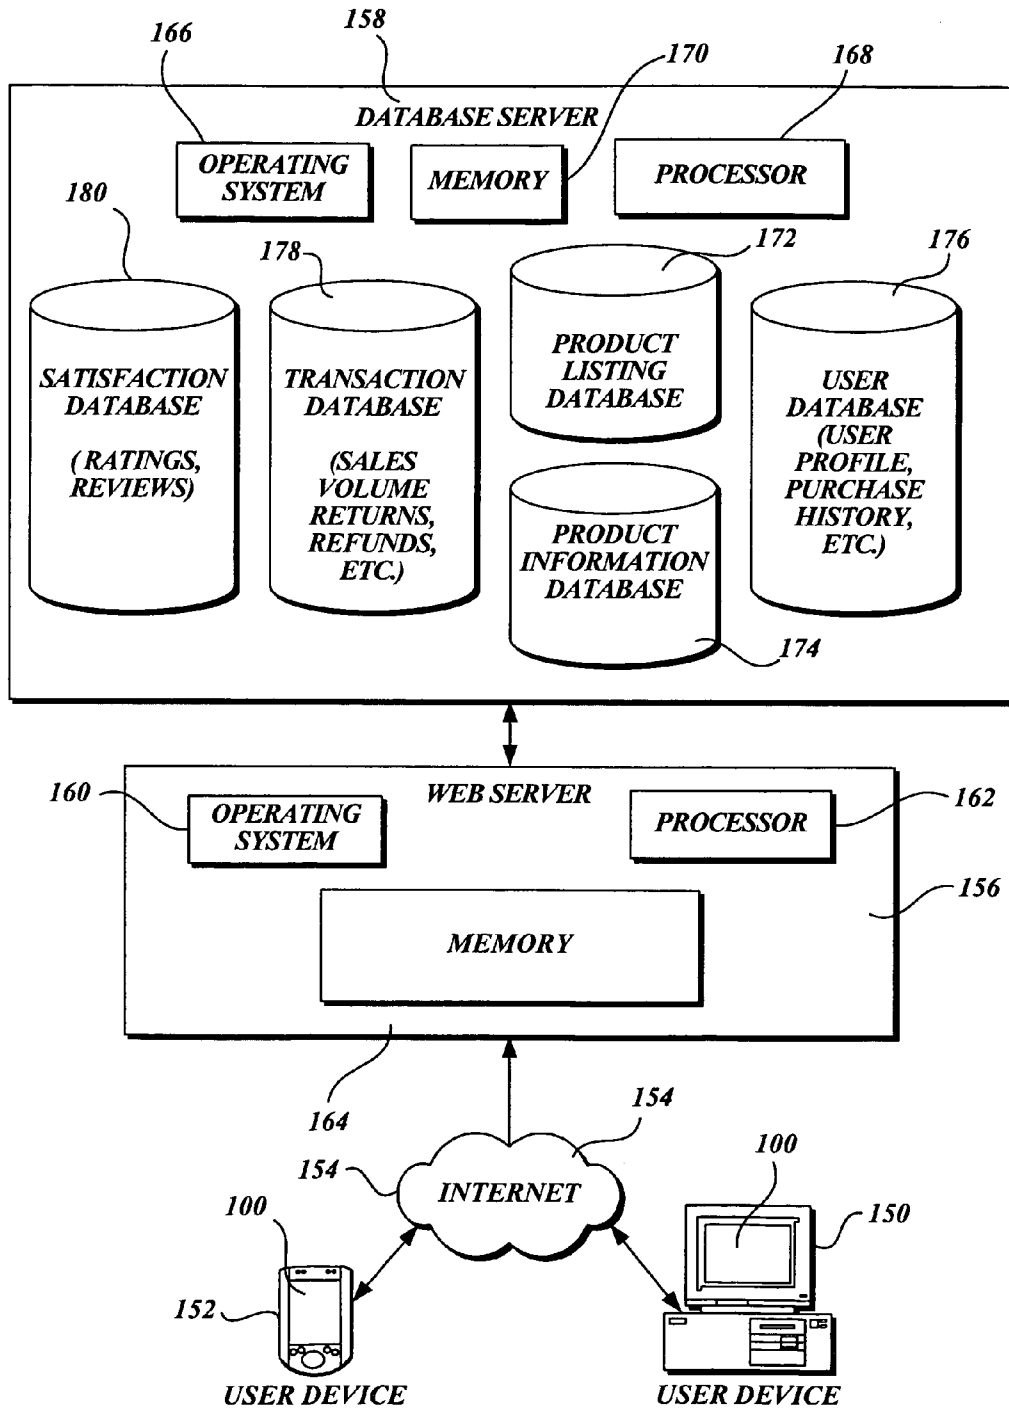 166
158
170
168
DATABASE SERVER
OPERATING
SYSTEM
MEMORY
PROCESSOR
180
178
172
176
SATISFACTION
DATABASE
( RATINGS,
REVIEWS)
TRANSACTION
DATABASE
(SALES
VOLUME
RETURNS,
REFUNDS,
ETC.)
PRODUCT
LISTING
DATABASE
PRODUCT
INFORMATION
DATABASE
174
USER
DATABASE
(USER
PROFILE,
PURCHASE
HISTORY,
ETC.)
160
WEB SERVER
162
OPERATING
SYSTEM
PROCESSOR
156
MEMORY
164
154
154
INTERNET
100
100
150
152
USER DEVICE
USER DEVICE